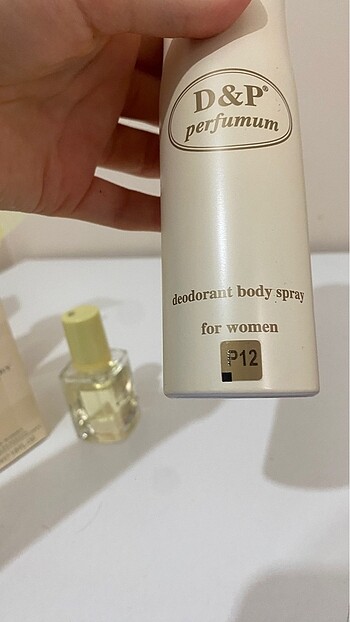 D&P®
perfumum
deodorant body spray
for women
P12